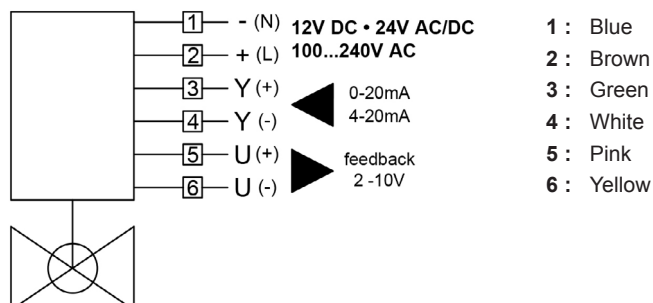 1 - (N) 12V DC • 24V AC/DC
2 + (L) 100...240V AC
3 Y (+) 0-20mA
4 Y (-) 4-20mA
5 U (+) feedback
6 U (-) 2 -10V
1 : Blue
2 : Brown
3 : Green
4 : White
5 : Pink
6 : Yellow